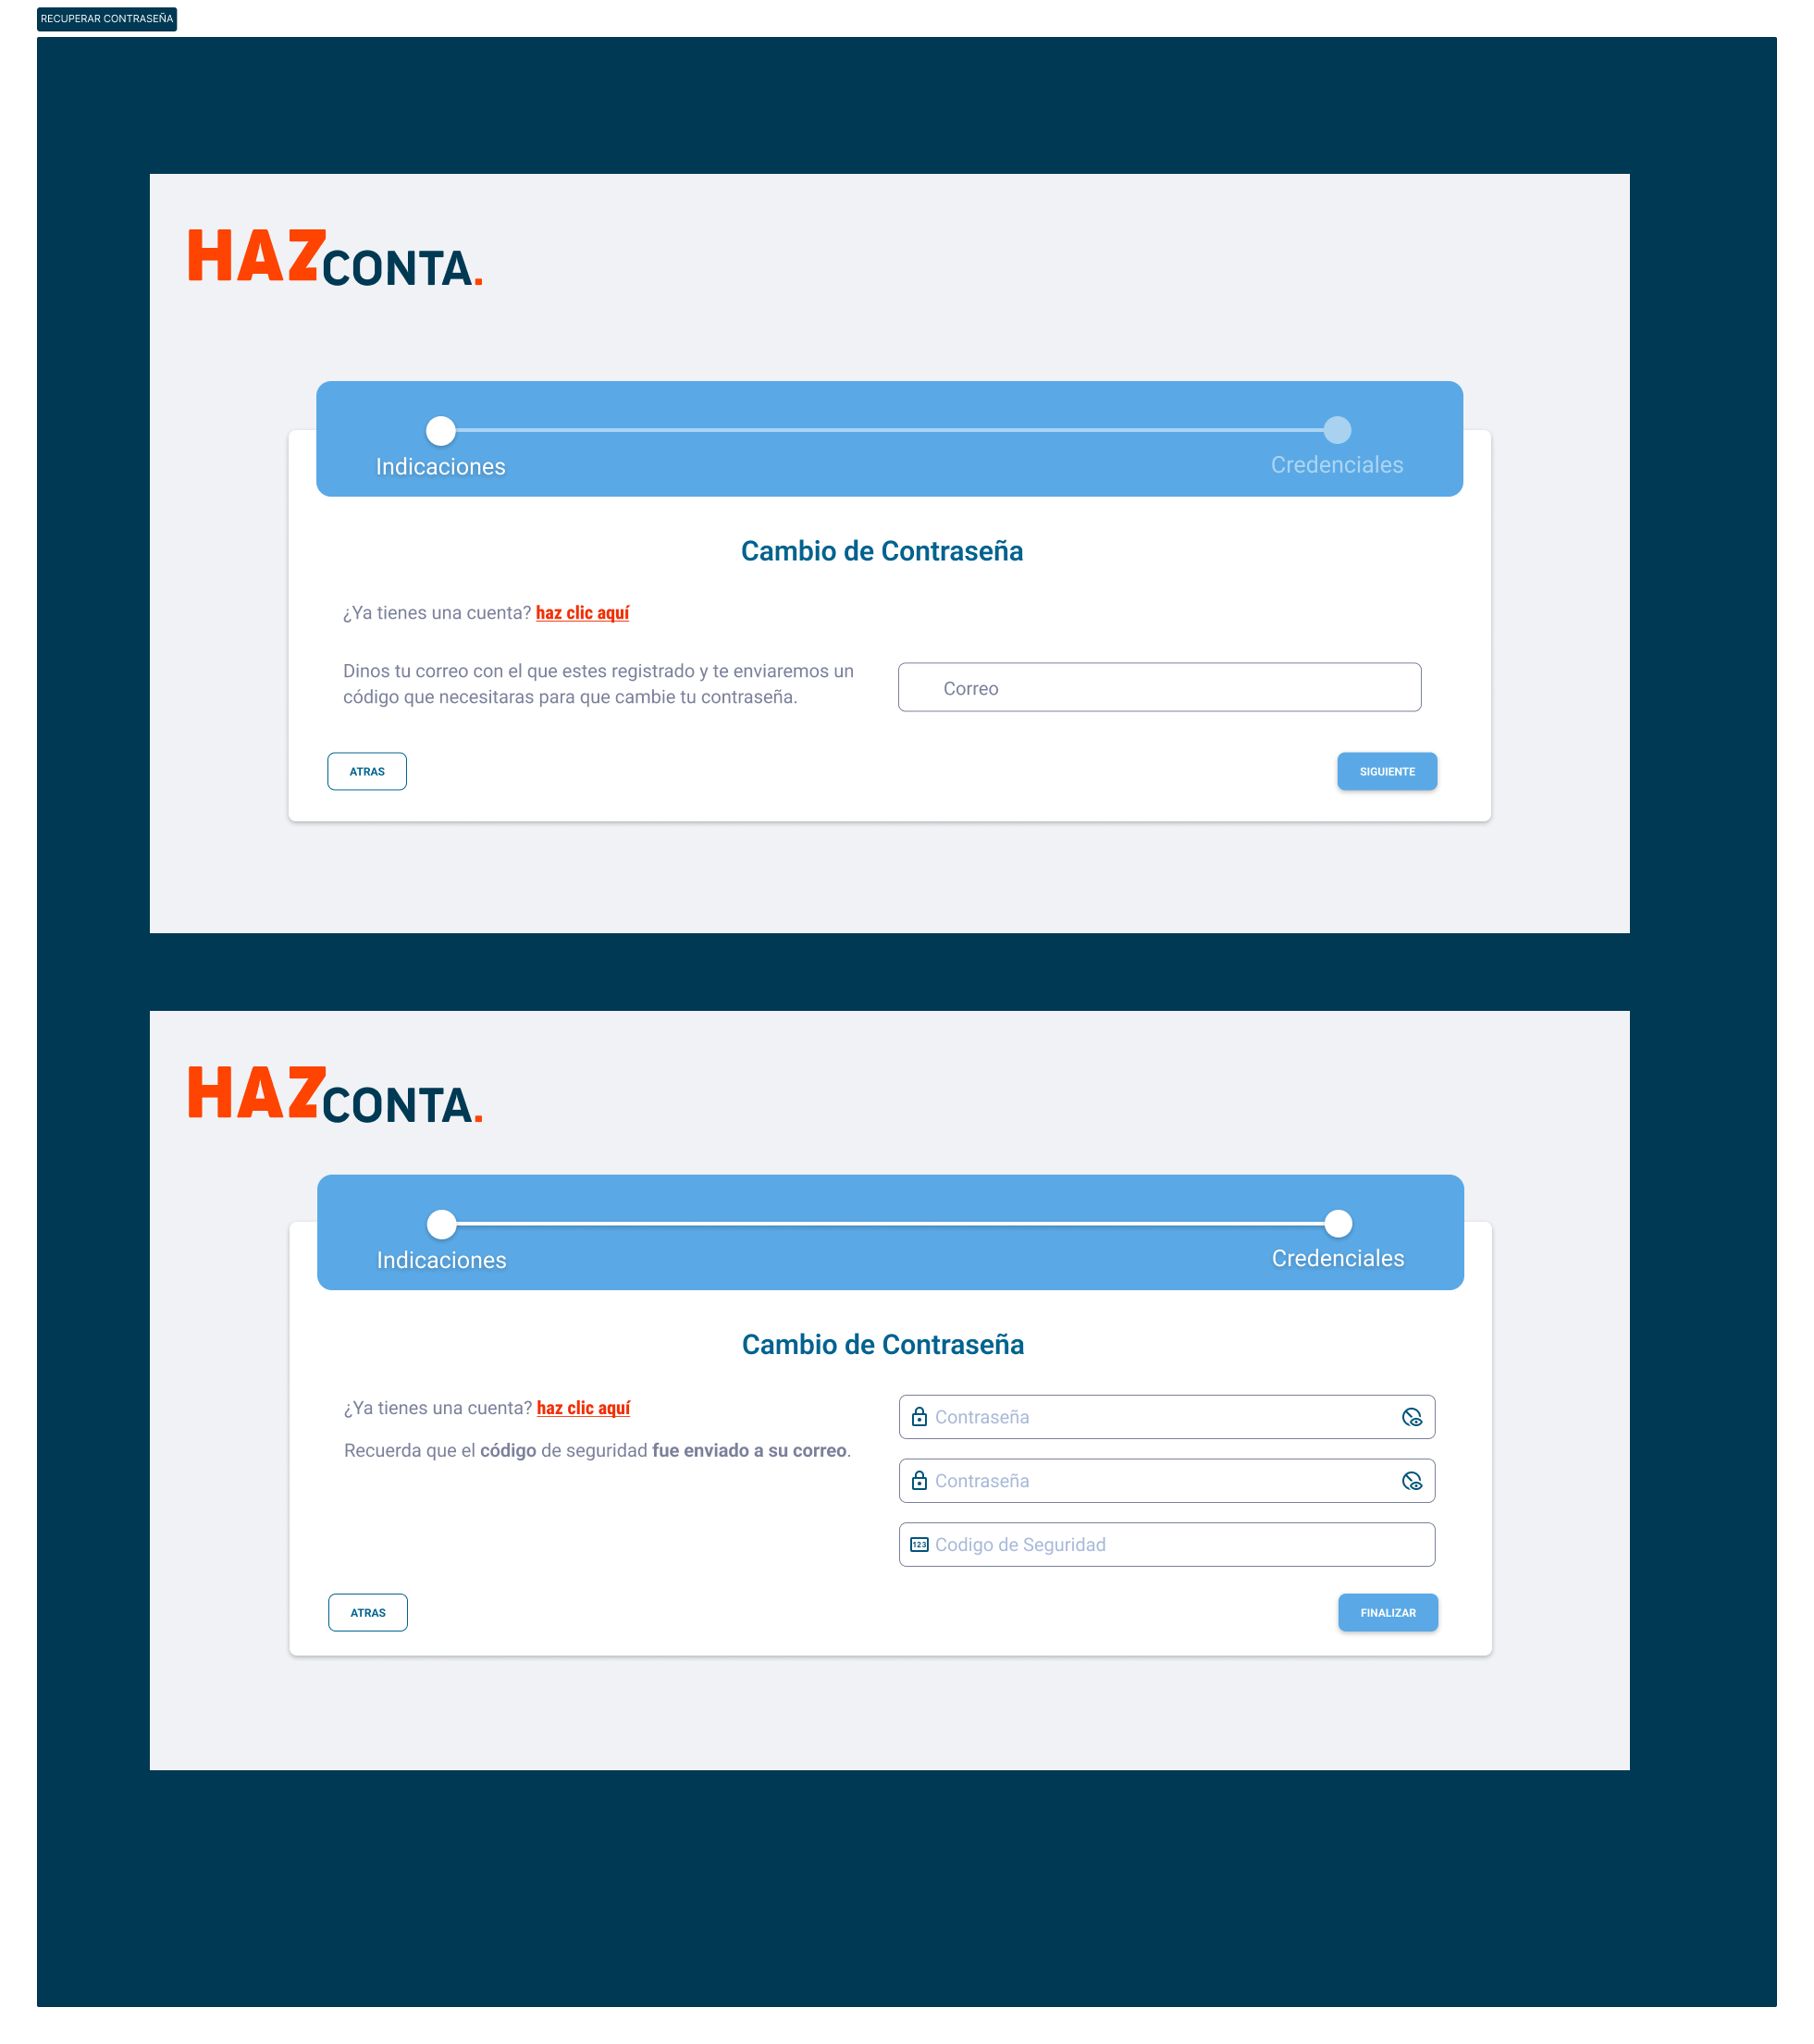 RECUPERAR CONTRASEÑA
HAZCONTA.
Indicaciones
Credenciales
Cambio de Contraseña
¿Ya tienes una cuenta? haz clic aquí
Dinos tu correo con el que estes registrado y te enviaremos un
código que necesitaras para que cambie tu contraseña.
Correo
ATRAS
SIGUIENTE
HAZCONTA.
Indicaciones
Credenciales
Cambio de Contraseña
¿Ya tienes una cuenta? haz clic aquí
Recuerda que el código de seguridad fue enviado a su correo.
Contraseña
Contraseña
123 Codigo de Seguridad
ATRAS
FINALIZAR